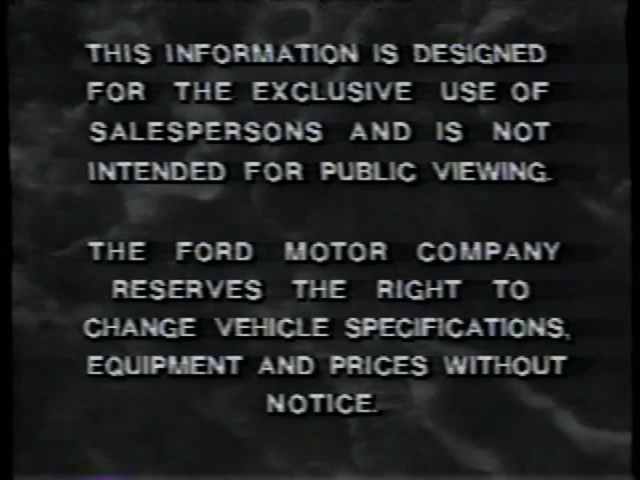 THIS INFORMATION IS DESIGNED
FOR THE EXCLUSIVE USE OF
SALESPERSONS AND IS NOT
INTENDED FOR PUBLIC VIEWING.
THE FORD MOTOR COMPANY
RESERVES THE RIGHT TO
CHANGE VEHICLE SPECIFICATIONS,
EQUIPMENT AND PRICES WITHOUT
NOTICE.